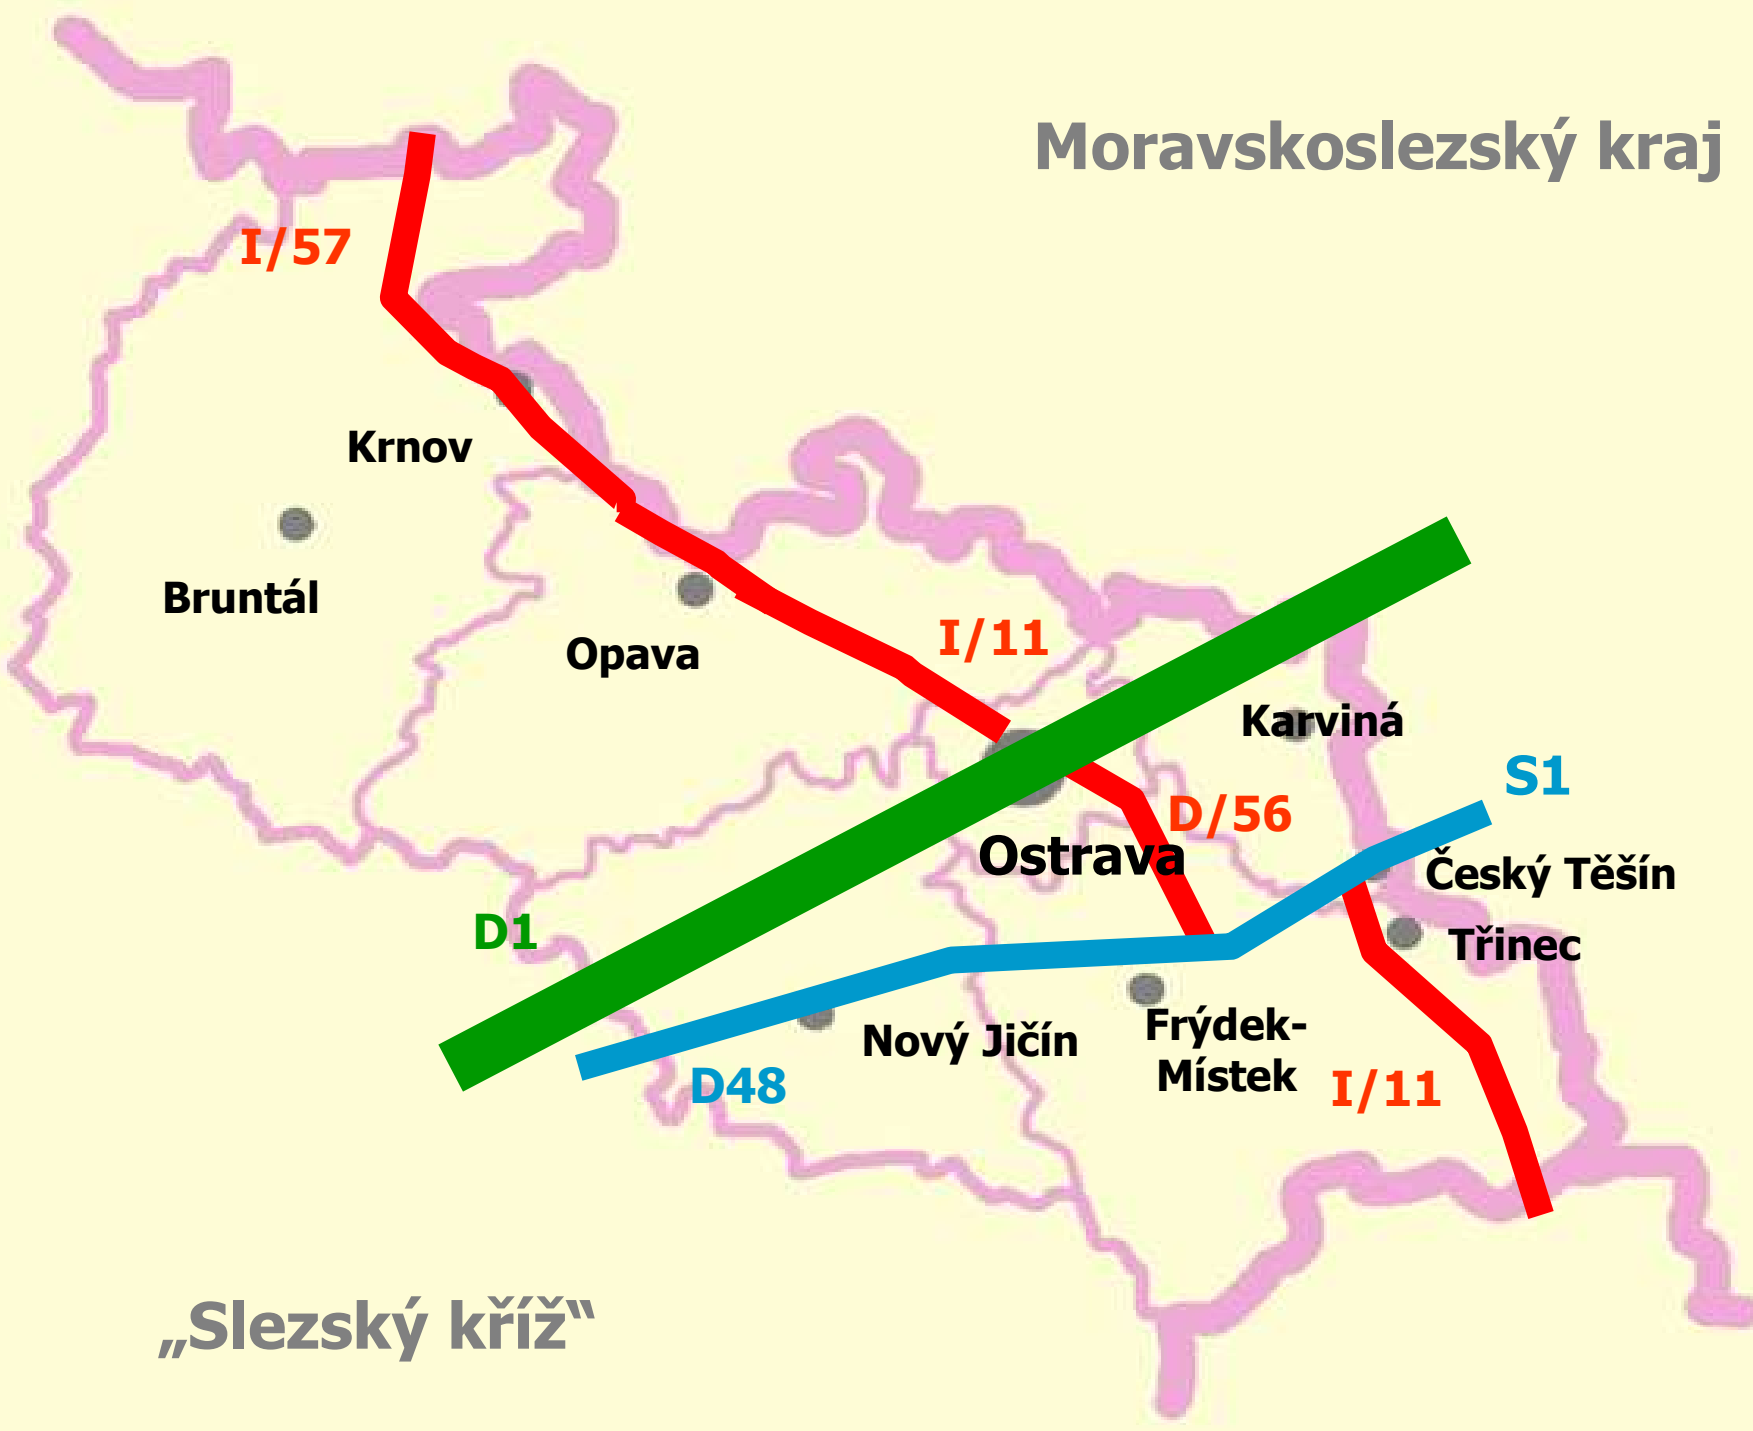 Moravskoslezský kraj
I/57
Krnov
Bruntál
Opava
I/11
Karviná
S1
D/56
Ostrava
Český Těšín
D1
Třinec
Nový Jičín
Frýdek-
Místek
D48
I/11
„Slezský kříž“